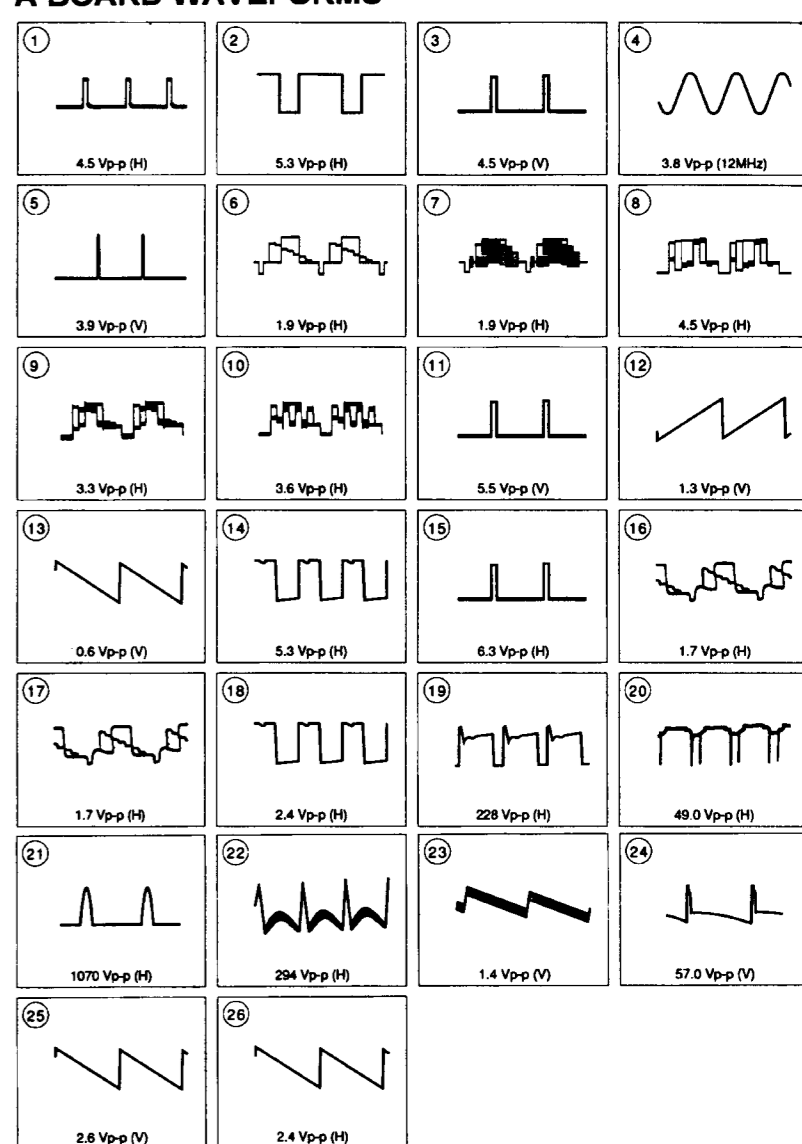 A BOARD WAVEFORMS
1
2
3
4
4.5 Vp-p (H)
5.3 Vp-p (H)
4.5 Vp-p (V)
3.8 Vp-p (12MHz)
5
6
7
8
3.9 Vp-p (V)
1.9 Vp-p (H)
1.9 Vp-p (H)
4.5 Vp-p (H)
9
10
11
12
3.3 Vp-p (H)
3.6 Vp-p (H)
5.5 Vp-p (V)
1.3 Vp-p (V)
13
14
15
16
0.6 Vp-p (V)
5.3 Vp-p (H)
6.3 Vp-p (H)
1.7 Vp-p (H)
17
18
19
20
1.7 Vp-p (H)
2.4 Vp-p (H)
228 Vp-p (H)
49.0 Vp-p (H)
21
22
23
24
1070 Vp-p (H)
294 Vp-p (H)
1.4 Vp-p (V)
57.0 Vp-p (V)
25
26
2.6 Vp-p (V)
2.4 Vp-p (H)